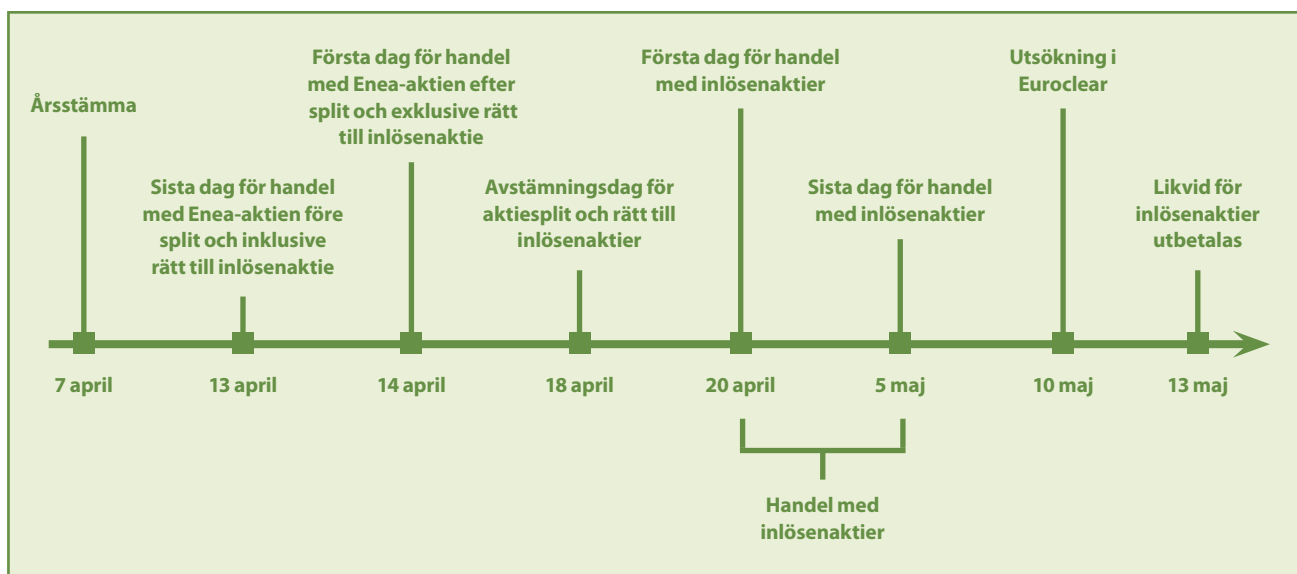 Årsstämma
Sista dag för handel
med Enea-aktien före
split och inklusive
rätt till inlösenaktie
Första dag för handel
med Enea-aktien efter
split och exklusive rätt
till inlösenaktie
Avstämningsdag för
aktiesplit och rätt till
inlösenaktier
Första dag för handel
med inlösenaktier
Sista dag för handel
med inlösenaktier
Utsökning i
Euroclear
Likvid för
inlösenaktier
utbetalas
7 april
13 april
14 april
18 april
20 april
5 maj
10 maj
13 maj
Handel med
inlösenaktier